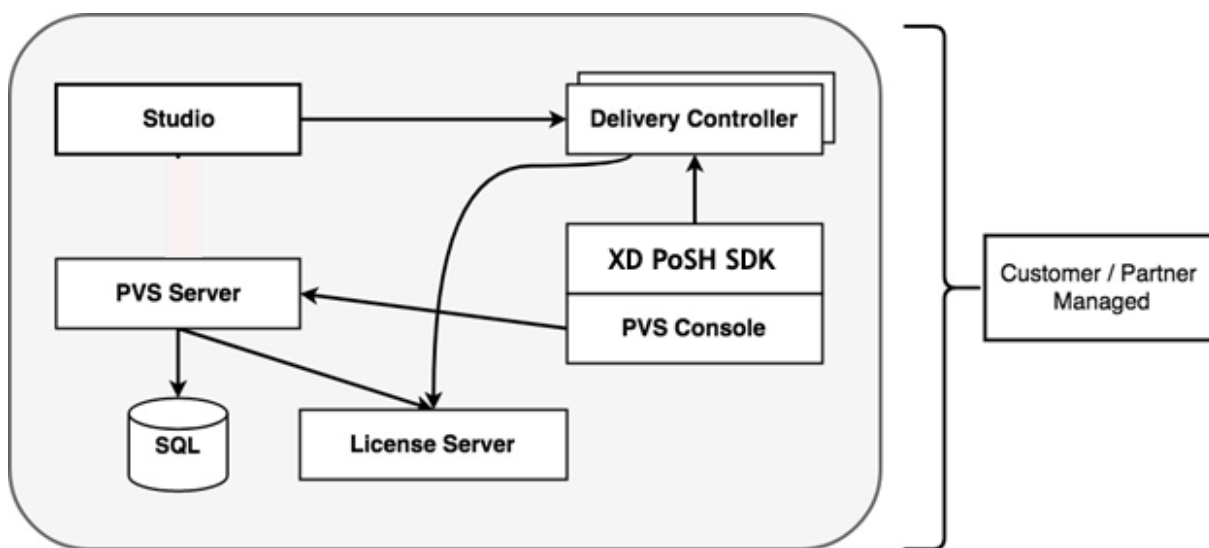 Studio
Delivery Controller
XD PoSH SDK
PVS Server
PVS Console
Customer / Partner
Managed
SQL
License Server